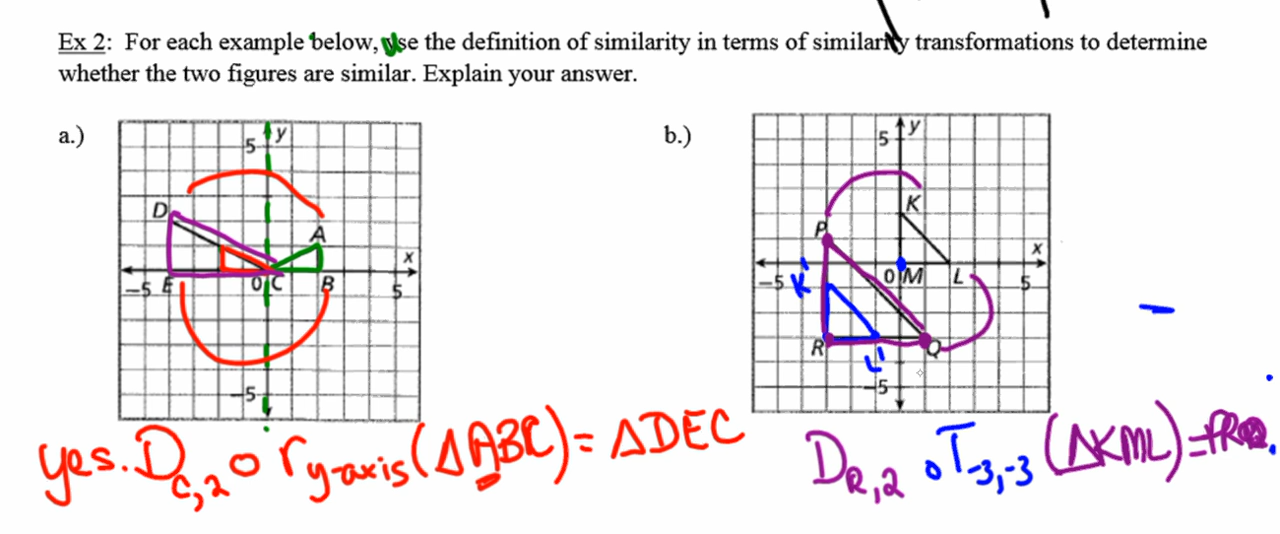 Ex 2: For each example below, use the definition of similarity in terms of similarity transformations to determine
whether the two figures are similar. Explain your answer.
a.)
b.)
5 y
D
A
x
-5 E 0 C B 5
-5
5 y
K
P
x
-5 K' 0 M L 5
R Q
L'
-5
yes. D C,2 ∘ r y-axis (△ABC) = △DEC
D R,2 ∘ T -3,-3 (△KML) =